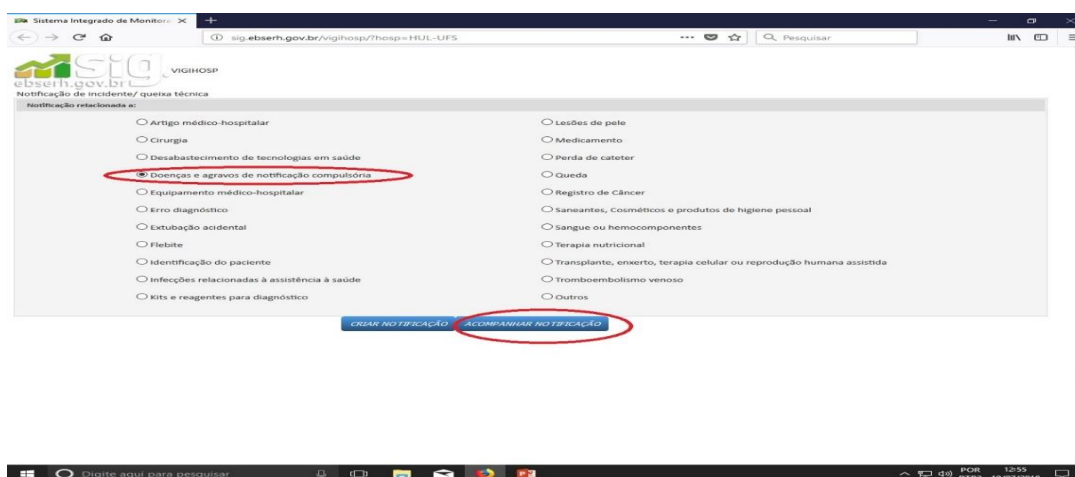 Sistema Integrado de Monitora
sig.ebserh.gov.br/vigihosp/?hosp=HUL-UFS
Pesquisar
sig
VIGIHOSP
ebserh.gov.br
Notificação de incidente/ queixa técnica
Notificação relacionada a:
Artigo médico-hospitalar
Cirurgia
Desabastecimento de tecnologias em saúde
Doenças e agravos de notificação compulsória
Equipamento médico-hospitalar
Erro diagnóstico
Extubação acidental
Flebite
Identificação do paciente
Infecções relacionadas à assistência à saúde
Kits e reagentes para diagnóstico
Lesões de pele
Medicamento
Perda de cateter
Queda
Registro de Câncer
Saneantes, Cosméticos e produtos de higiene pessoal
Sangue ou hemocomponentes
Terapia nutricional
Transplante, enxerto, terapia celular ou reprodução humana assistida
Tromboembolismo venoso
Outros
CRIAR NOTIFICAÇÃO ACOMPANHAR NOTIFICAÇÃO
Digite aqui para pesquisar
POR 12:55